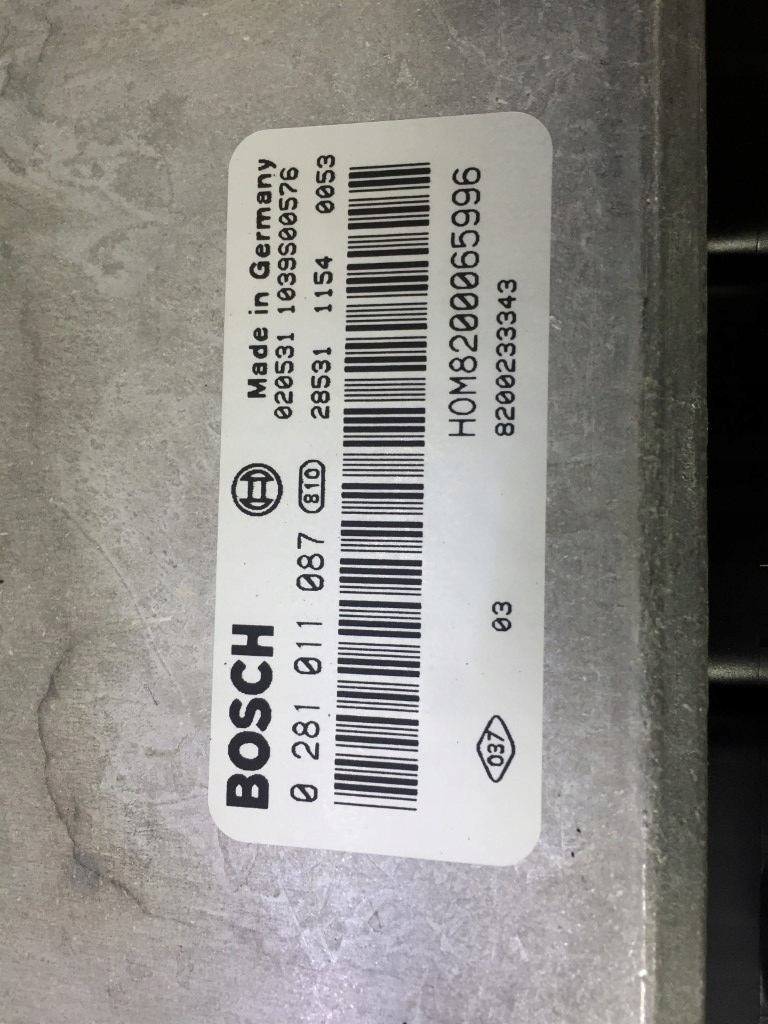 BOSCH
0 281 011 087
810
Made in Germany
020531 1039S00576
28531 1154 0053
HOM8200065996
8200233343
03
037